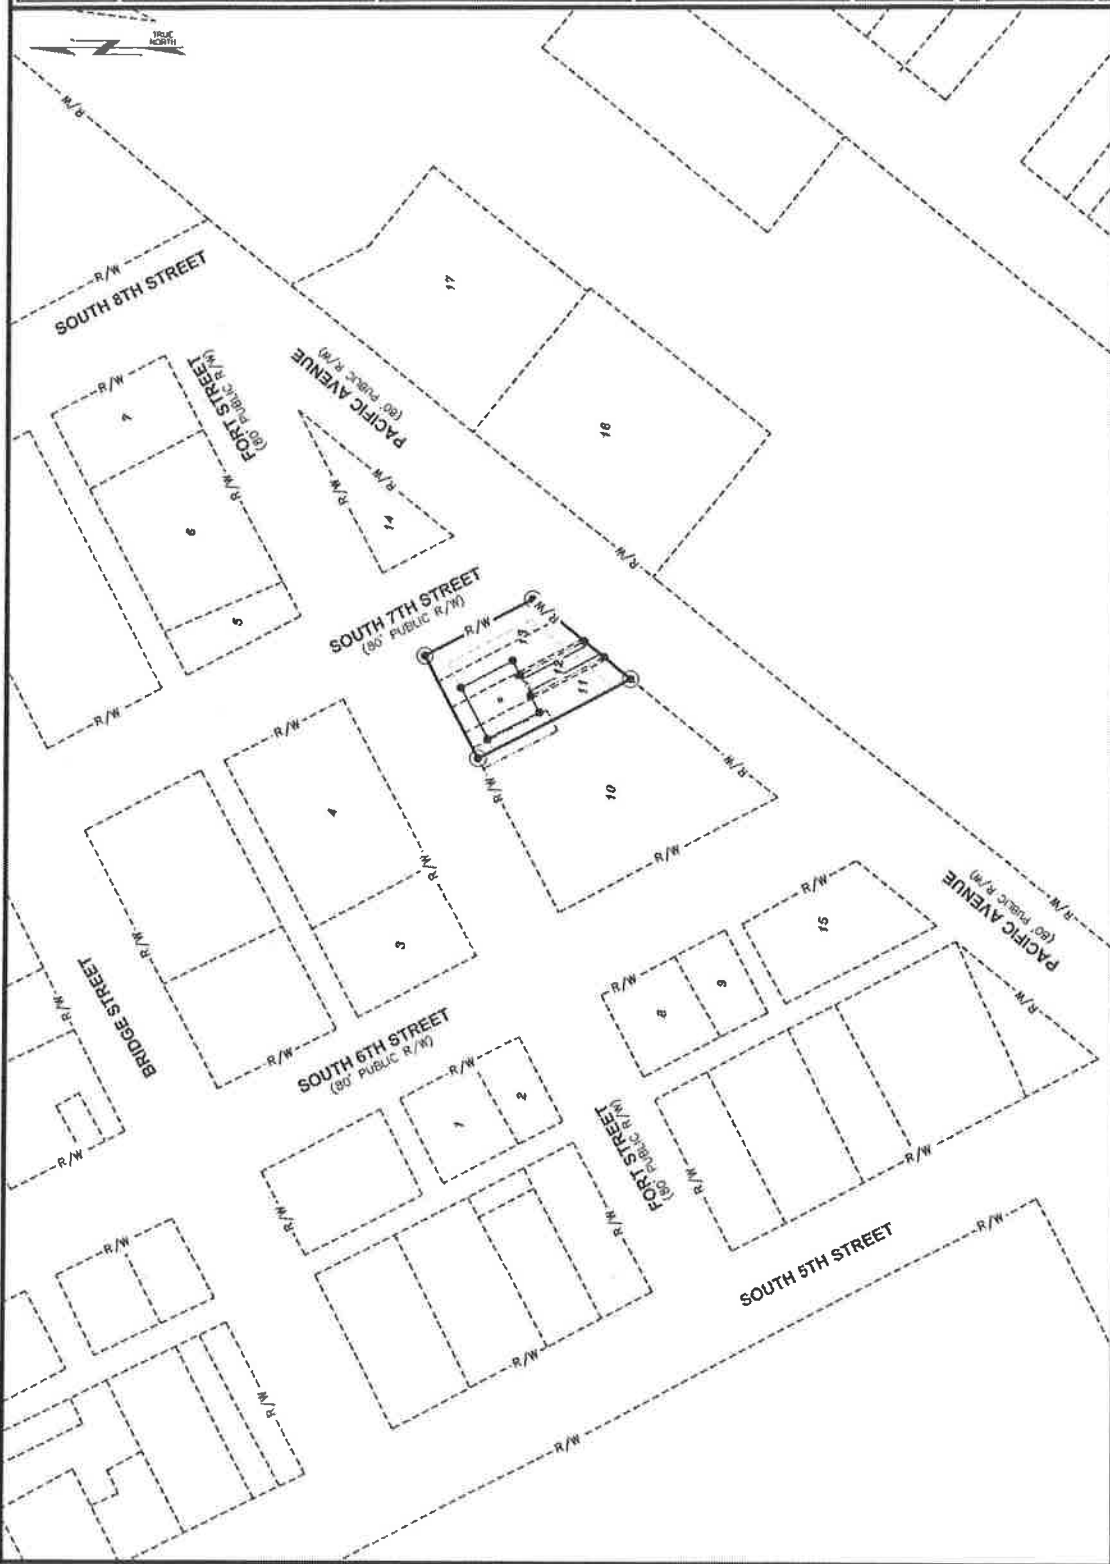 TRUE
NORTH
R/W
R/W
SOUTH 8TH STREET
17
R/W
7
FORT STREET
(80' PUBLIC R/W)
PACIFIC AVENUE
(80' PUBLIC R/W)
R/W
6
R/W
R/W
14
16
5
R/W
SOUTH 7TH STREET
(80' PUBLIC R/W)
R/W
R/W
13
12
11
R/W
R/W
4
R/W
R/W
10
R/W
R/W
R/W
3
R/W
15
PACIFIC AVENUE
(80' PUBLIC R/W)
R/W
BRIDGE STREET
R/W
R/W
8
9
R/W
SOUTH 6TH STREET
(80' PUBLIC R/W)
R/W
R/W
1
2
R/W
FORT STREET
(80' PUBLIC R/W)
R/W
R/W
R/W
R/W
R/W
SOUTH 5TH STREET
R/W
R/W
R/W
R/W